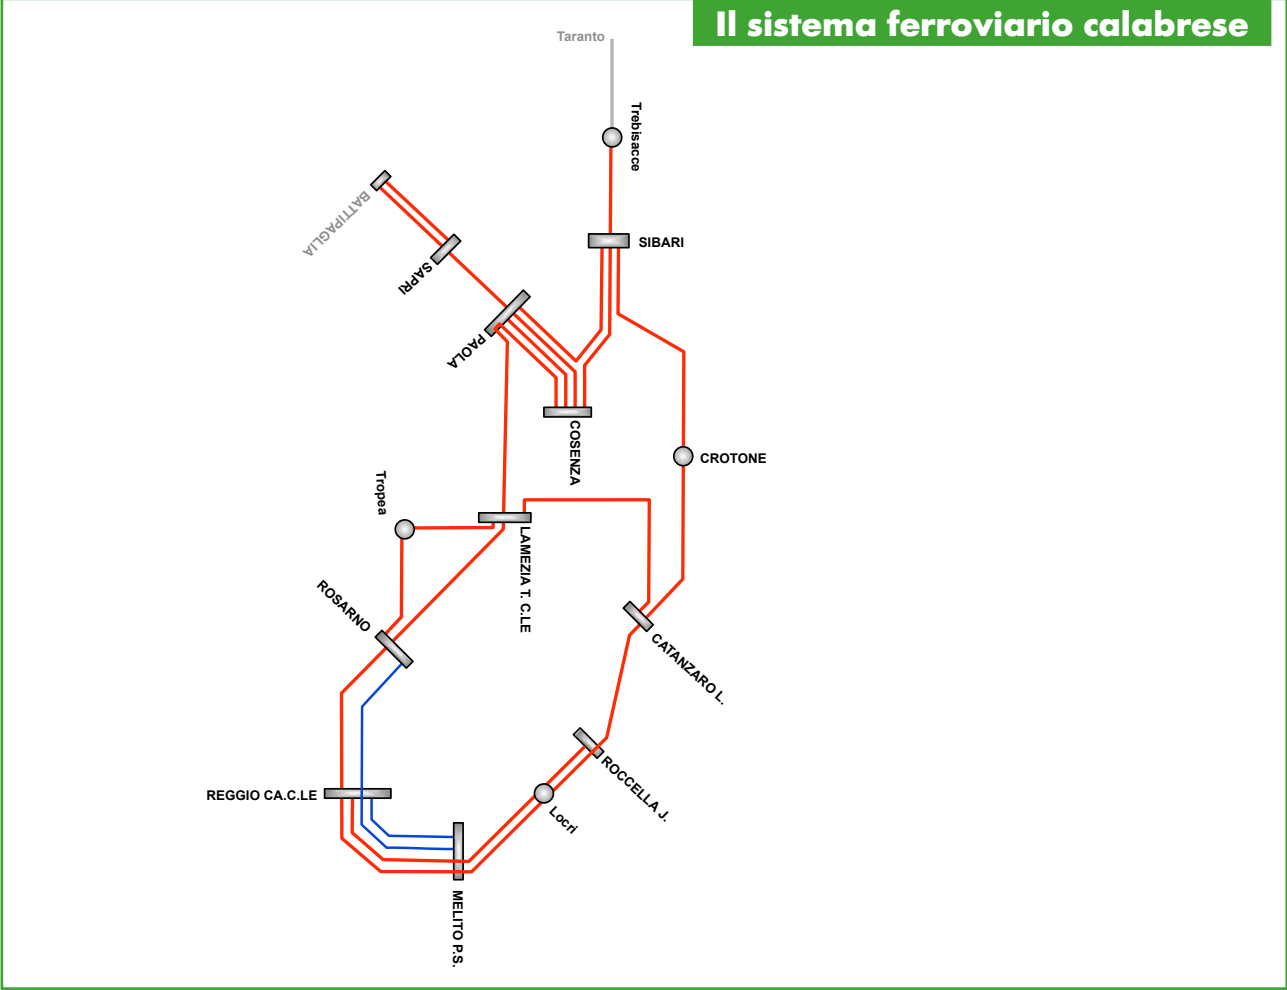 Il sistema ferroviario calabrese
Taranto
Trebisacce
BATTIPAGLIA
SIBARI
SAPRI
PAOLA
COSENZA
CROTONE
Tropea
LAMEZIA T. C.LE
ROSARNO
CATANZARO L.
ROCCELLA J.
REGGIO CA.C.LE
Locri
MELITO P.S.